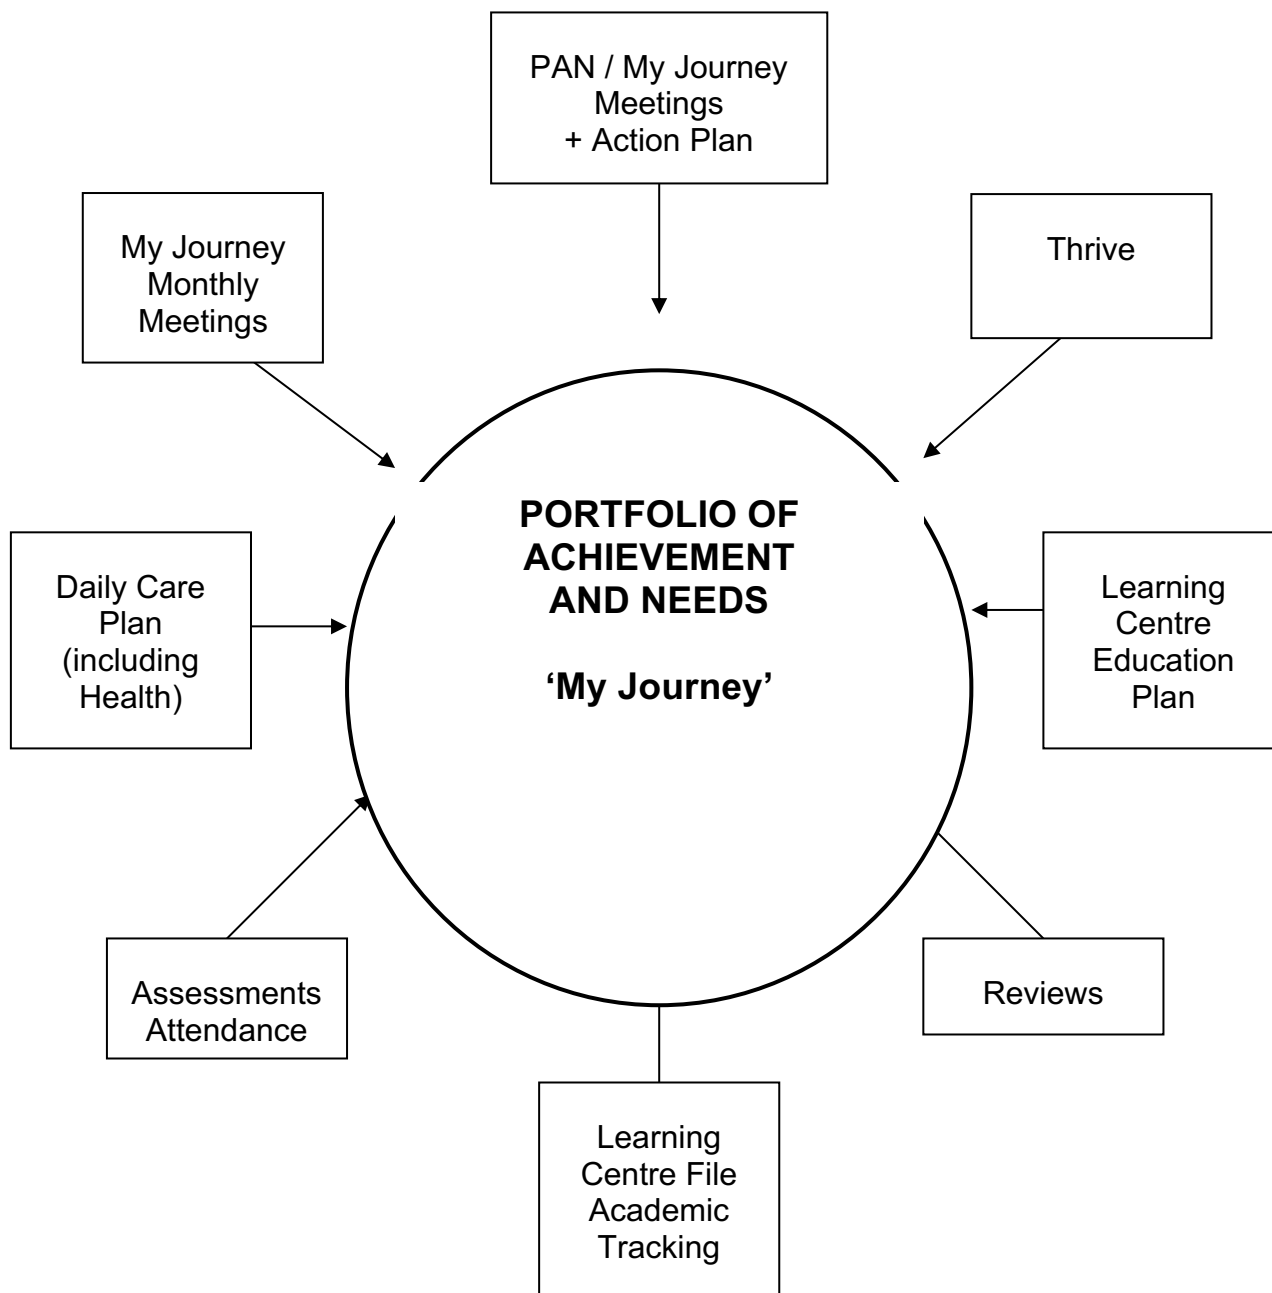 PAN / My Journey
Meetings
+ Action Plan
My Journey
Monthly
Meetings
Thrive
PORTFOLIO OF
ACHIEVEMENT
AND NEEDS
‘My Journey’
Daily Care
Plan
(including
Health)
Learning
Centre
Education
Plan
Assessments
Attendance
Reviews
Learning
Centre File
Academic
Tracking